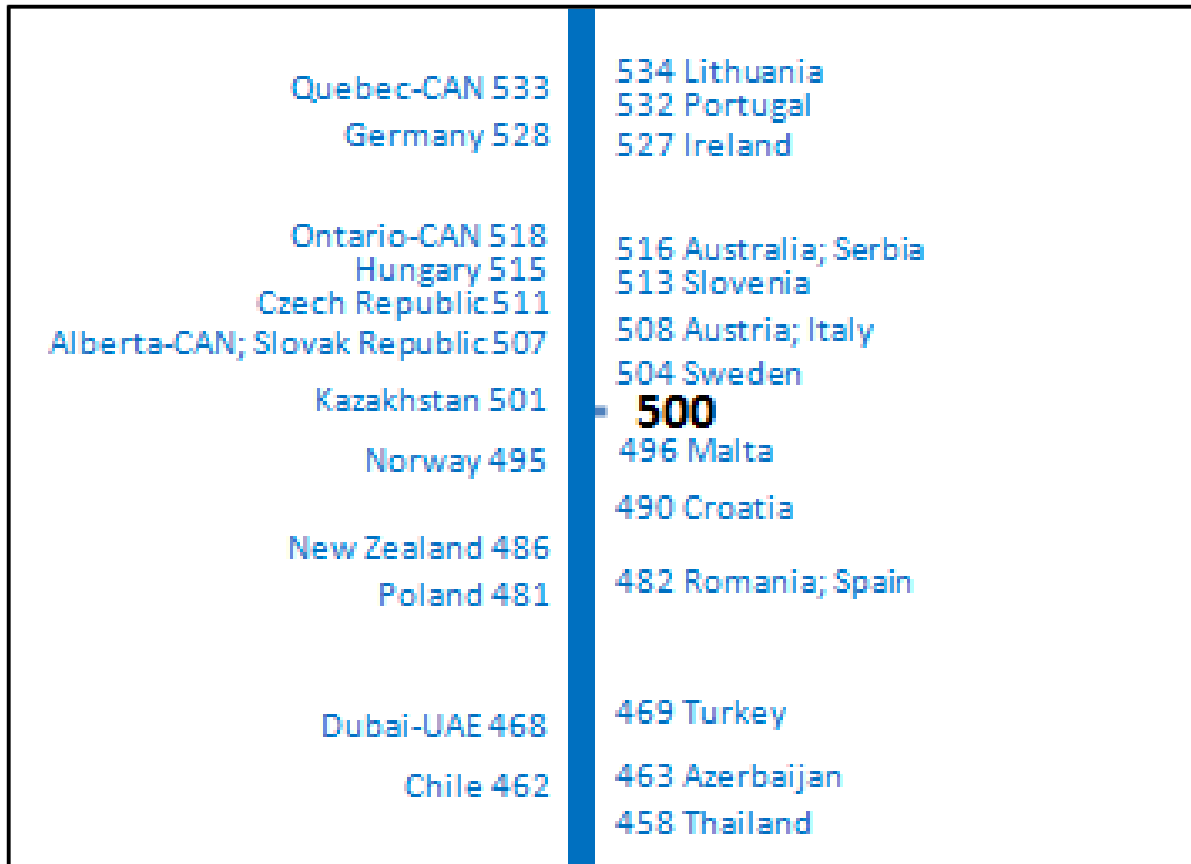 534 Lithuania
Quebec-CAN 533
532 Portugal
Germany 528
527 Ireland
Ontario-CAN 518
516 Australia; Serbia
Hungary 515
513 Slovenia
Czech Republic 511
508 Austria; Italy
Alberta-CAN; Slovak Republic 507
504 Sweden
Kazakhstan 501
500
496 Malta
Norway 495
490 Croatia
New Zealand 486
482 Romania; Spain
Poland 481
469 Turkey
Dubai-UAE 468
463 Azerbaijan
Chile 462
458 Thailand